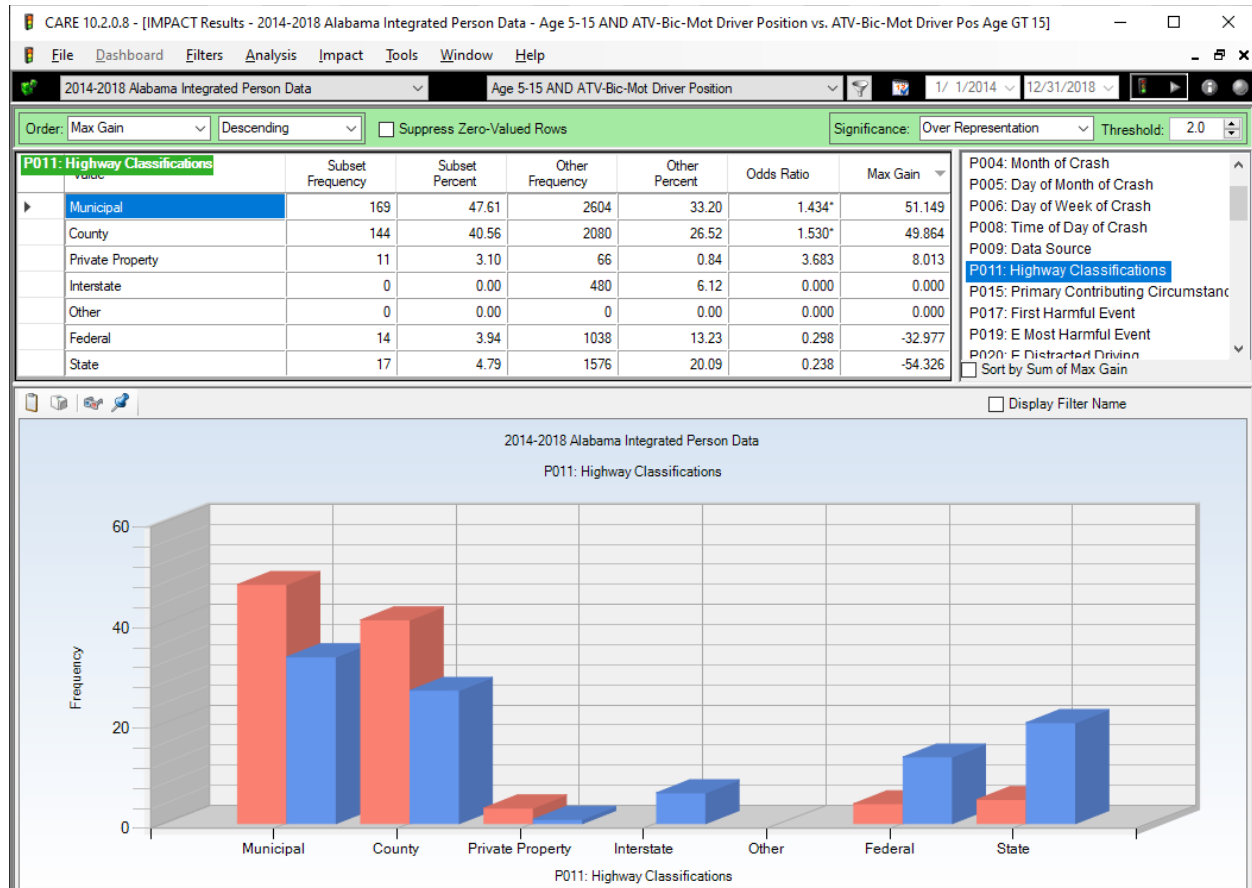 CARE 10.2.0.8 - [IMPACT Results - 2014-2018 Alabama Integrated Person Data - Age 5-15 AND ATV-Bic-Mot Driver Position vs. ATV-Bic-Mot Driver Pos Age GT 15]
File Dashboard Filters Analysis Impact Tools Window Help
2014-2018 Alabama Integrated Person Data Age 5-15 AND ATV-Bic-Mot Driver Position 1/ 1/2014 12/31/2018
Order: Max Gain Descending Suppress Zero-Valued Rows Significance: Over Representation Threshold: 2.0
P011: Highway Classifications Subset Frequency Subset Percent Other Frequency Other Percent Odds Ratio Max Gain
Municipal 169 47.61 2604 33.20 1.434* 51.149
County 144 40.56 2080 26.52 1.530* 49.864
Private Property 11 3.10 66 0.84 3.683 8.013
Interstate 0 0.00 480 6.12 0.000 0.000
Other 0 0.00 0 0.00 0.000 0.000
Federal 14 3.94 1038 13.23 0.298 -32.977
State 17 4.79 1576 20.09 0.238 -54.326
P004: Month of Crash
P005: Day of Month of Crash
P006: Day of Week of Crash
P008: Time of Day of Crash
P009: Data Source
P011: Highway Classifications
P015: Primary Contributing Circumstanc
P017: First Harmful Event
P019: E Most Harmful Event
P020: E Distracted Driving
Sort by Sum of Max Gain
Display Filter Name
2014-2018 Alabama Integrated Person Data
P011: Highway Classifications
60
40
20
0
Frequency
Municipal County Private Property Interstate Other Federal State
P011: Highway Classifications